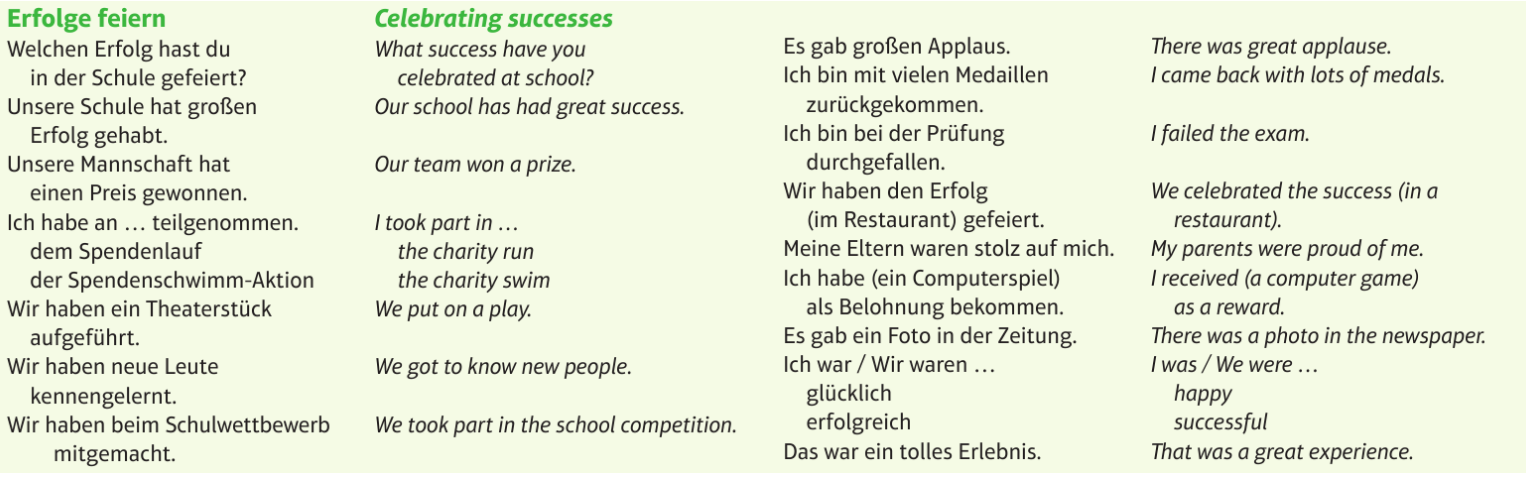 Erfolge feiern Celebrating successes
Welchen Erfolg hast du What success have you
in der Schule gefeiert? celebrated at school?
Unsere Schule hat großen Our school has had great success.
Erfolg gehabt.
Unsere Mannschaft hat Our team won a prize.
einen Preis gewonnen.
Ich habe an … teilgenommen. I took part in …
dem Spendenlauf the charity run
der Spendenschwimm-Aktion the charity swim
Wir haben ein Theaterstück We put on a play.
aufgeführt.
Wir haben neue Leute We got to know new people.
kennengelernt.
Wir haben beim Schulwettbewerb We took part in the school competition.
mitgemacht.
Es gab großen Applaus. There was great applause.
Ich bin mit vielen Medaillen I came back with lots of medals.
zurückgekommen.
Ich bin bei der Prüfung I failed the exam.
durchgefallen.
Wir haben den Erfolg We celebrated the success (in a
(im Restaurant) gefeiert. restaurant).
Meine Eltern waren stolz auf mich. My parents were proud of me.
Ich habe (ein Computerspiel) I received (a computer game)
als Belohnung bekommen. as a reward.
Es gab ein Foto in der Zeitung. There was a photo in the newspaper.
Ich war / Wir waren … I was / We were …
glücklich happy
erfolgreich successful
Das war ein tolles Erlebnis. That was a great experience.